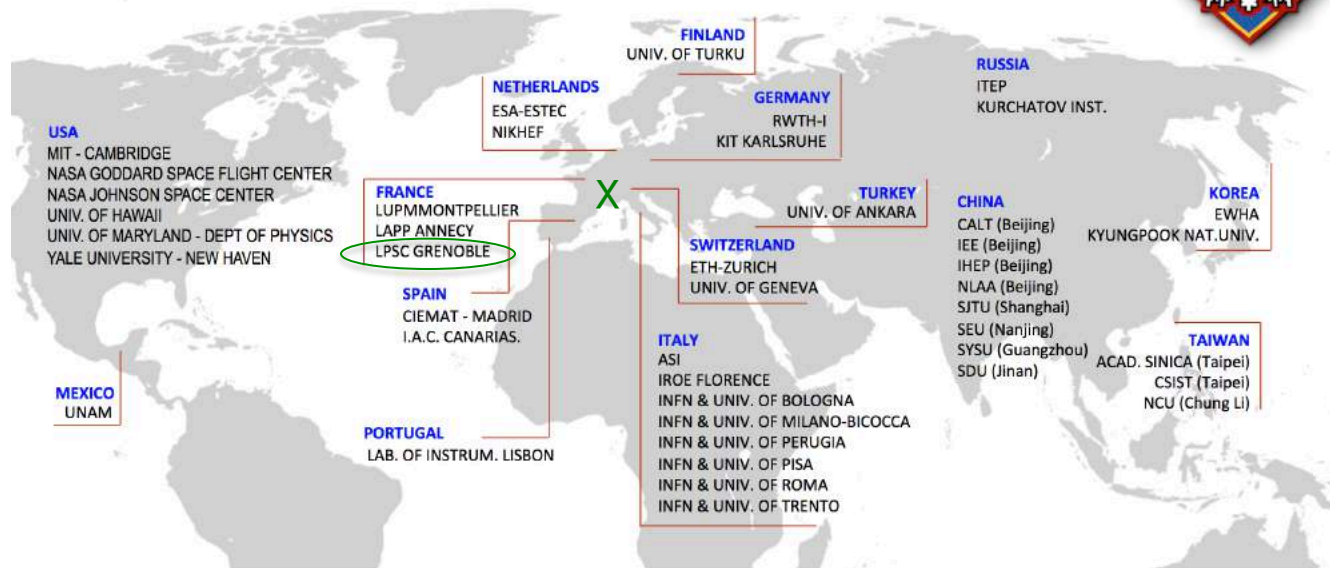 FINLAND
UNIV. OF TURKU
RUSSIA
ITEP
KURCHATOV INST.
NETHERLANDS
ESA-ESTEC
NIKHEF
GERMANY
RWTH-I
KIT KARLSRUHE
USA
MIT - CAMBRIDGE
NASA GODDARD SPACE FLIGHT CENTER
NASA JOHNSON SPACE CENTER
UNIV. OF HAWAII
UNIV. OF MARYLAND - DEPT OF PHYSICS
YALE UNIVERSITY - NEW HAVEN
FRANCE
LUPMMONTPELLIER
LAPP ANNECY
LPSC GRENOBLE
X
TURKEY
UNIV. OF ANKARA
CHINA
CALT (Beijing)
IEE (Beijing)
IHEP (Beijing)
NLAA (Beijing)
SJTU (Shanghai)
SEU (Nanjing)
SYSU (Guangzhou)
SDU (Jinan)
KOREA
EWHA
KYUNGPOOK NAT.UNIV.
SWITZERLAND
ETH-ZURICH
UNIV. OF GENEVA
SPAIN
CIEMAT - MADRID
I.A.C. CANARIAS.
ITALY
ASI
IROE FLORENCE
INFN & UNIV. OF BOLOGNA
INFN & UNIV. OF MILANO-BICOCCA
INFN & UNIV. OF PERUGIA
INFN & UNIV. OF PISA
INFN & UNIV. OF ROMA
INFN & UNIV. OF TRENTO
TAIWAN
ACAD. SINICA (Taipei)
CSIST (Taipei)
NCU (Chung Li)
MEXICO
UNAM
PORTUGAL
LAB. OF INSTRUM. LISBON